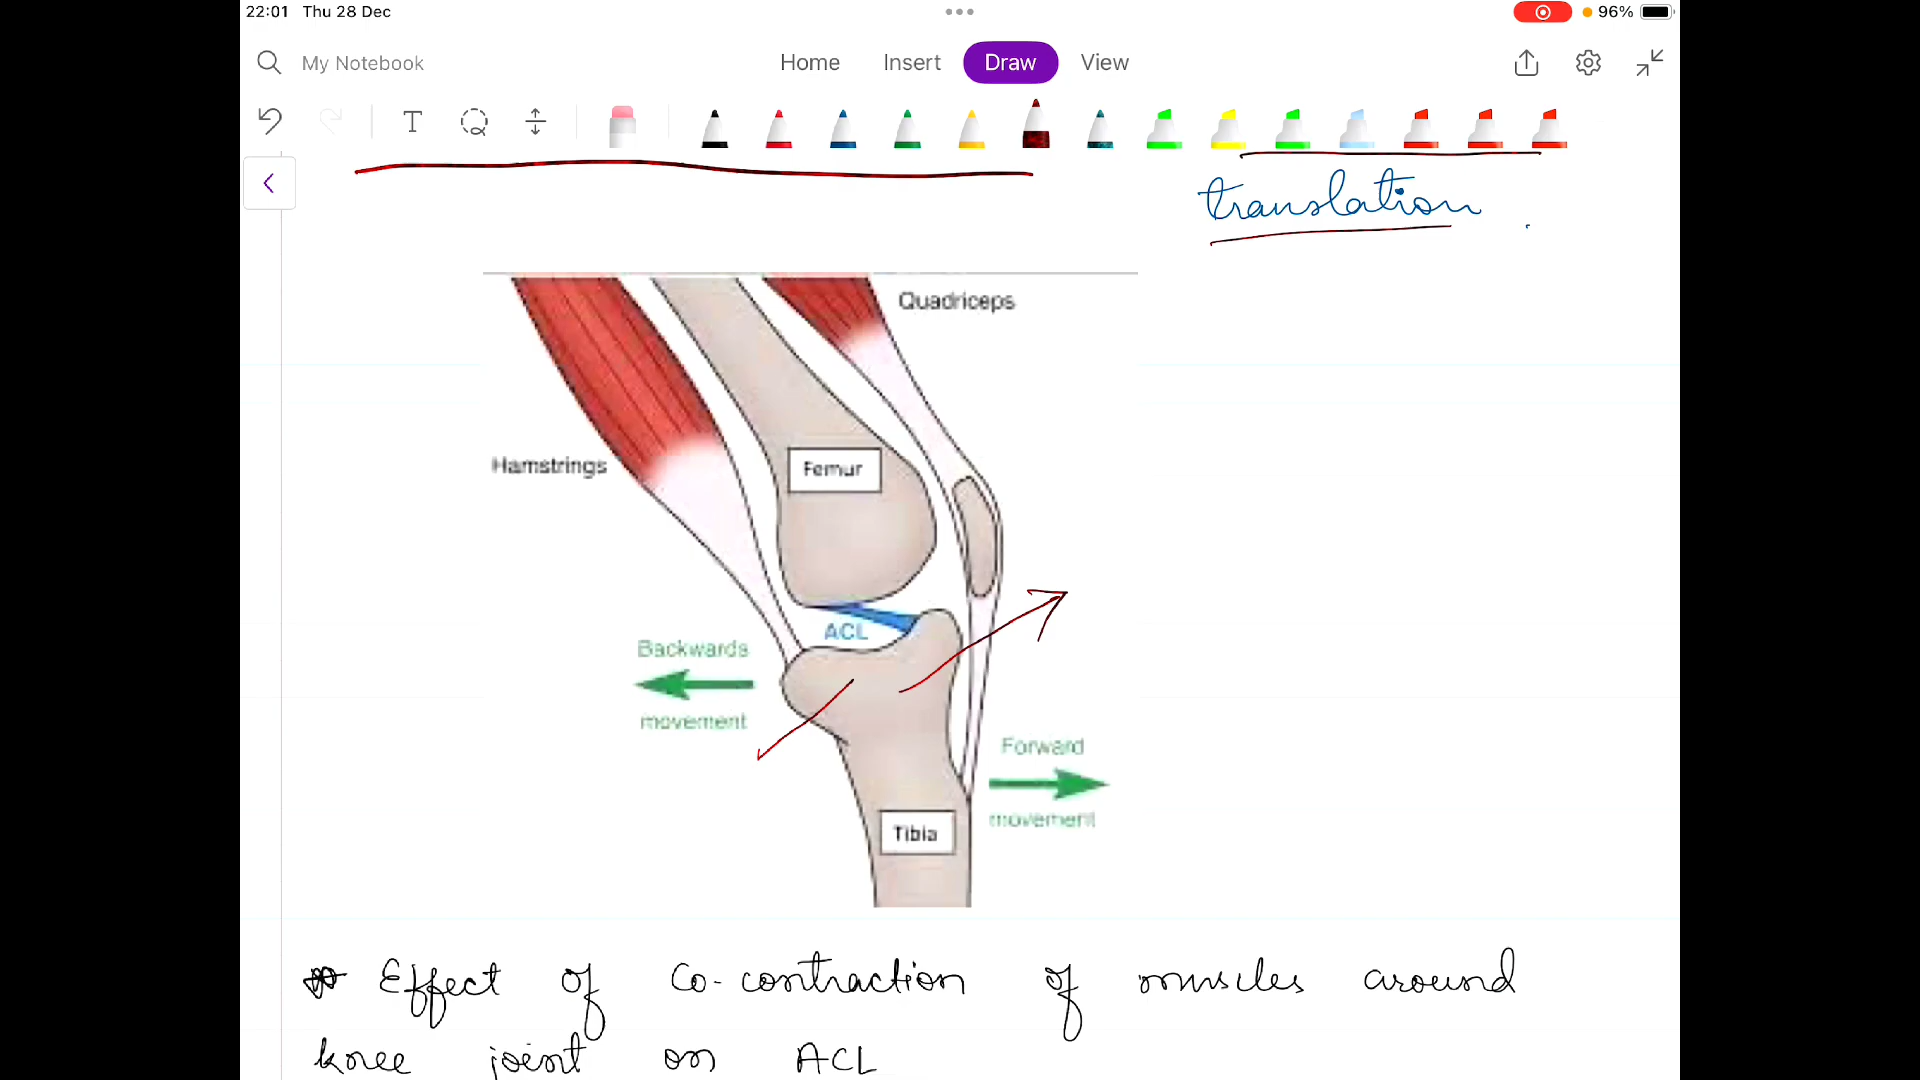 22:01 Thu 28 Dec
96%
My Notebook
Home Insert Draw View
T
translation
Quadriceps
Hamstrings
Femur
ACL
Backwards
movement
Forward
movement
Tibia
Effect of Co-contraction of muscles around
knee joint on ACL